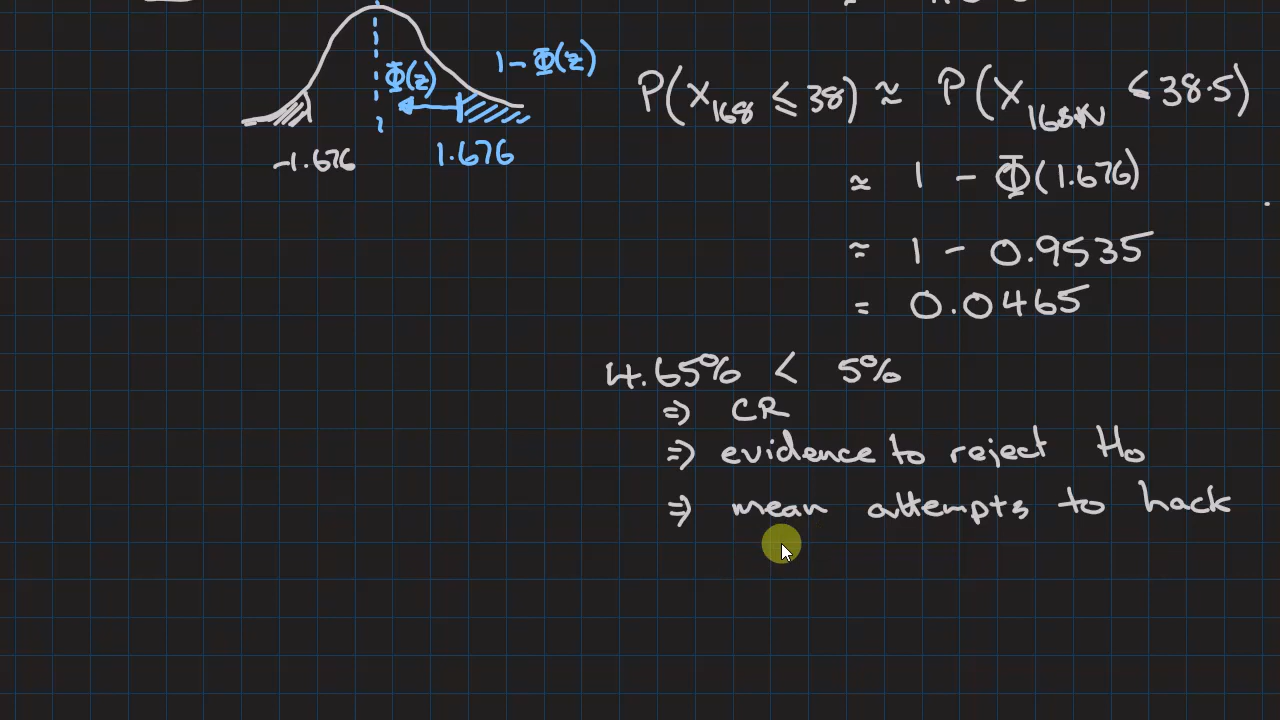 1 - Φ(z)
Φ(z)
-1.676
1.676
P(X₁₆₈ ≤ 38) ≈ P(X₁₆₈N ≤ 38.5)
≈ 1 - Φ(1.676)
≈ 1 - 0.9535
= 0.0465
4.65% < 5%
⇒ CR
⇒ evidence to reject H₀
⇒ mean attempts to hack